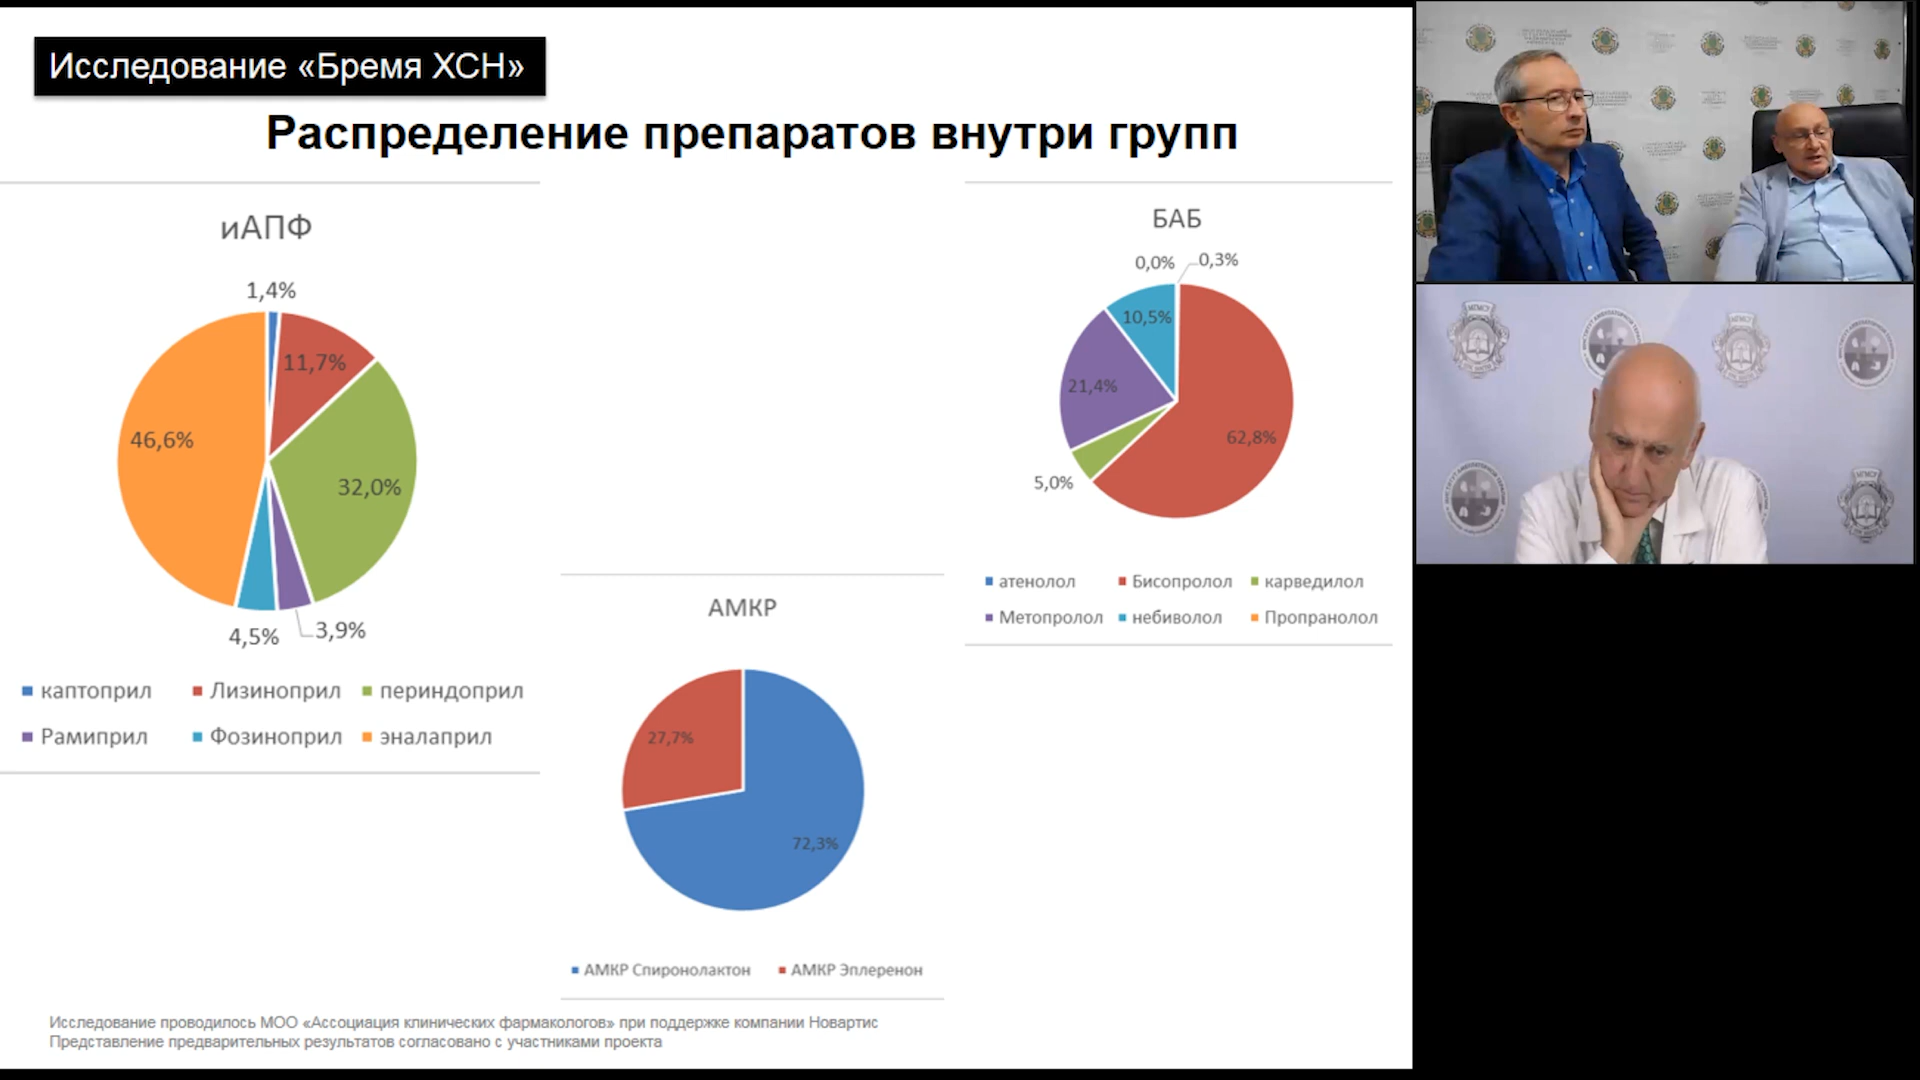 Исследование «Бремя ХСН»
Распределение препаратов внутри групп
иАПФ
1,4%
11,7%
46,6%
32,0%
4,5%
3,9%
каптоприл Лизиноприл периндоприл
Рамиприл Фозиноприл эналаприл
АМКР
27,7%
72,3%
АМКР Спиронолактон АМКР Эплеренон
БАБ
0,0% 0,3%
10,5%
21,4%
62,8%
5,0%
атенолол Бисопролол карведилол
Метопролол небиволол Пропранолол
Исследование проводилось МОО «Ассоциация клинических фармакологов» при поддержке компании Новартис
Представление предварительных результатов согласовано с участниками проекта